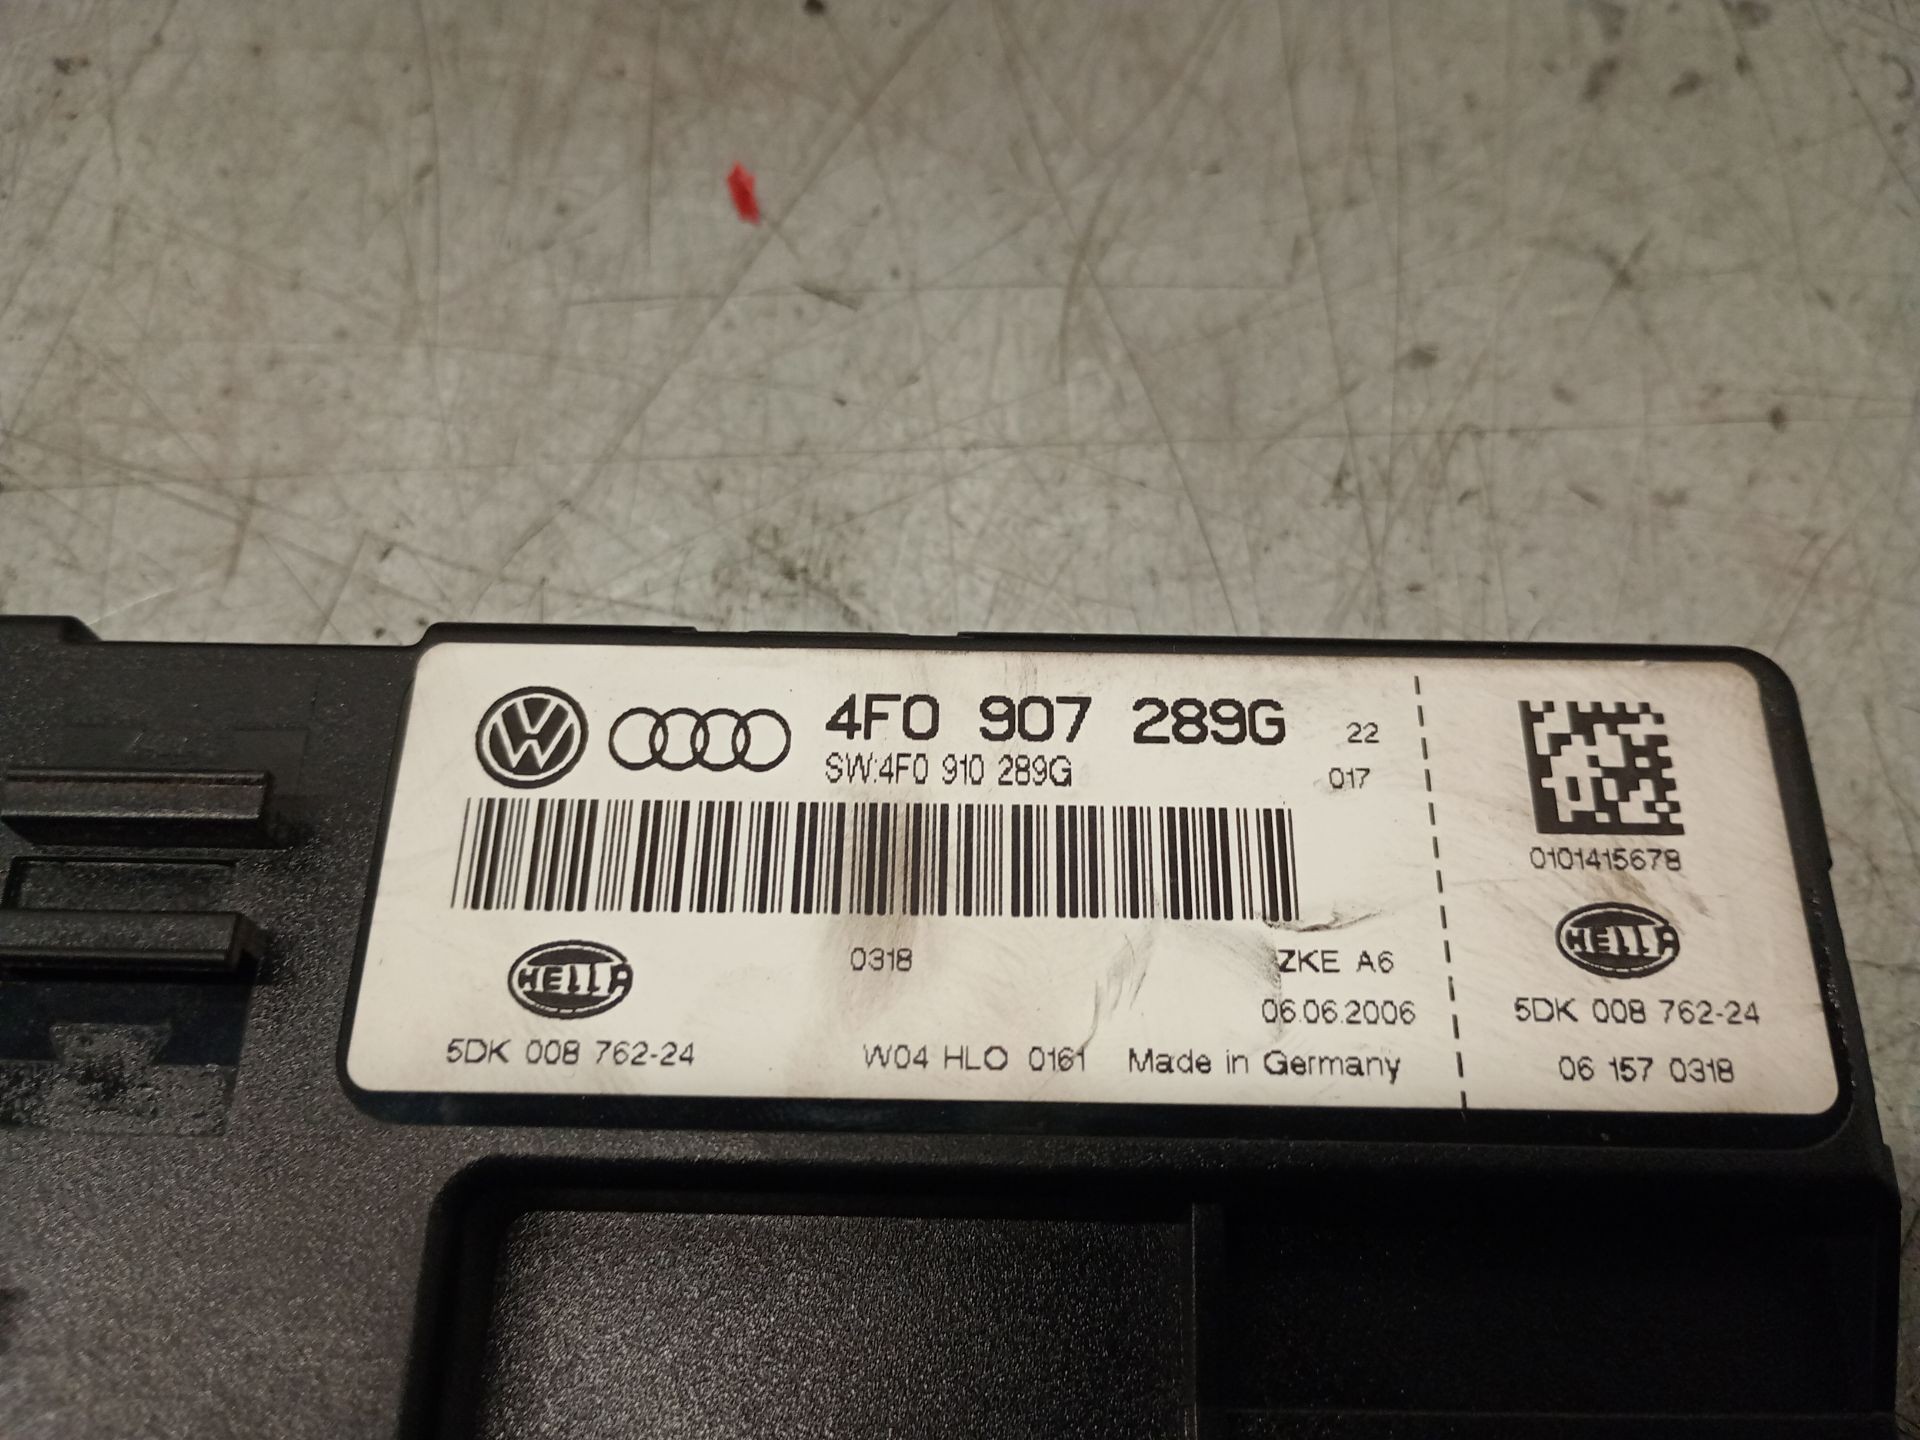 4F0 907 289G 22
SW:4F0 910 289G 017
0101415678
HELLA 0318 ZKE A6 HELLA
06.06.2006 5DK 008 762-24
5DK 008 762-24 W04 HLO 0161 Made in Germany 06 157 0318